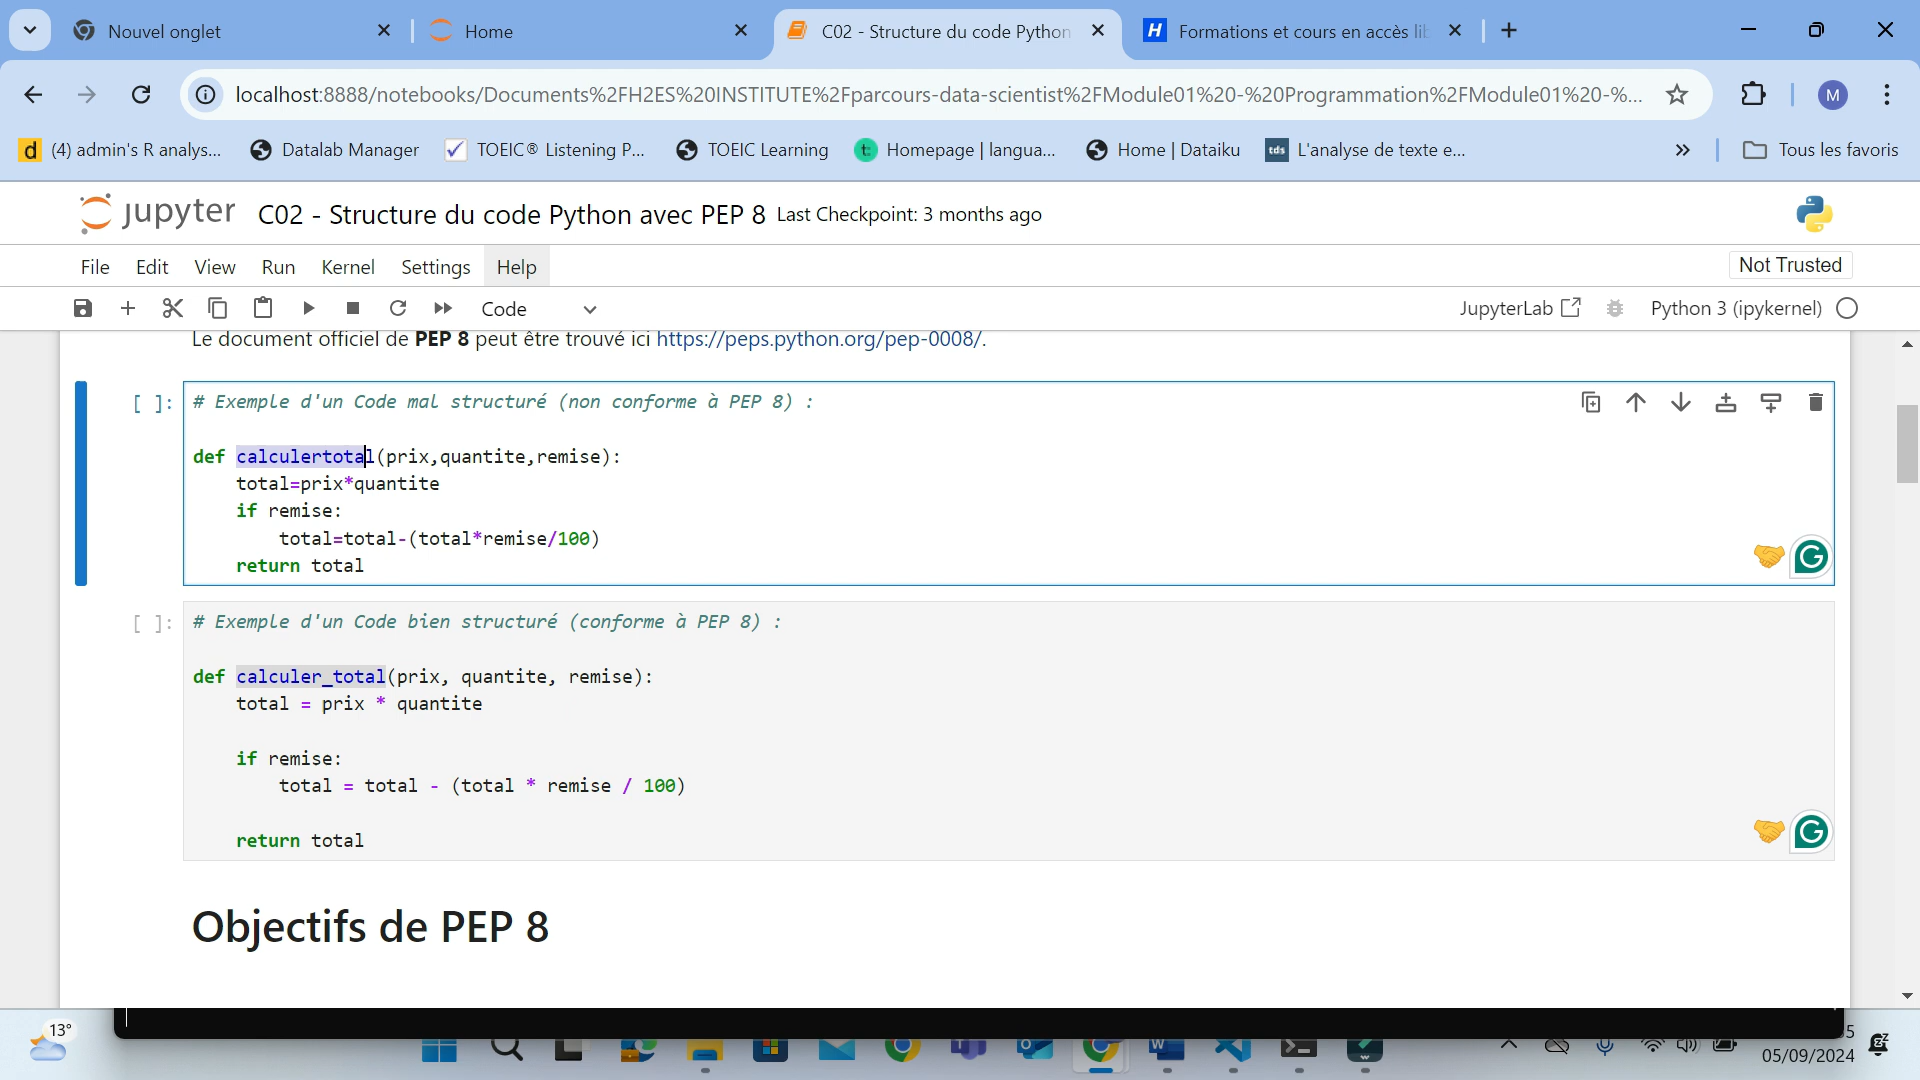 Nouvel onglet
Home
C02 - Structure du code Python
Formations et cours en accès li
localhost:8888/notebooks/Documents%2FH2ES%20INSTITUTE%2Fparcours-data-scientist%2FModule01%20-%20Programmation%2FModule01%20-%...
M
(4) admin's R analys...
Datalab Manager
TOEIC® Listening P...
TOEIC Learning
Homepage | langua...
Home | Dataiku
L'analyse de texte e...
Tous les favoris
jupyter C02 - Structure du code Python avec PEP 8 Last Checkpoint: 3 months ago
File Edit View Run Kernel Settings Help
Not Trusted
Code
JupyterLab
Python 3 (ipykernel)
Le document officiel de PEP 8 peut être trouvé ici https://peps.python.org/pep-0008/.
[ ]: # Exemple d'un Code mal structuré (non conforme à PEP 8) :
def calculertotal(prix,quantite,remise):
    total=prix*quantite
    if remise:
        total=total-(total*remise/100)
    return total
[ ]: # Exemple d'un Code bien structuré (conforme à PEP 8) :
def calculer_total(prix, quantite, remise):
    total = prix * quantite
    if remise:
        total = total - (total * remise / 100)
    return total
Objectifs de PEP 8
13°
05/09/2024